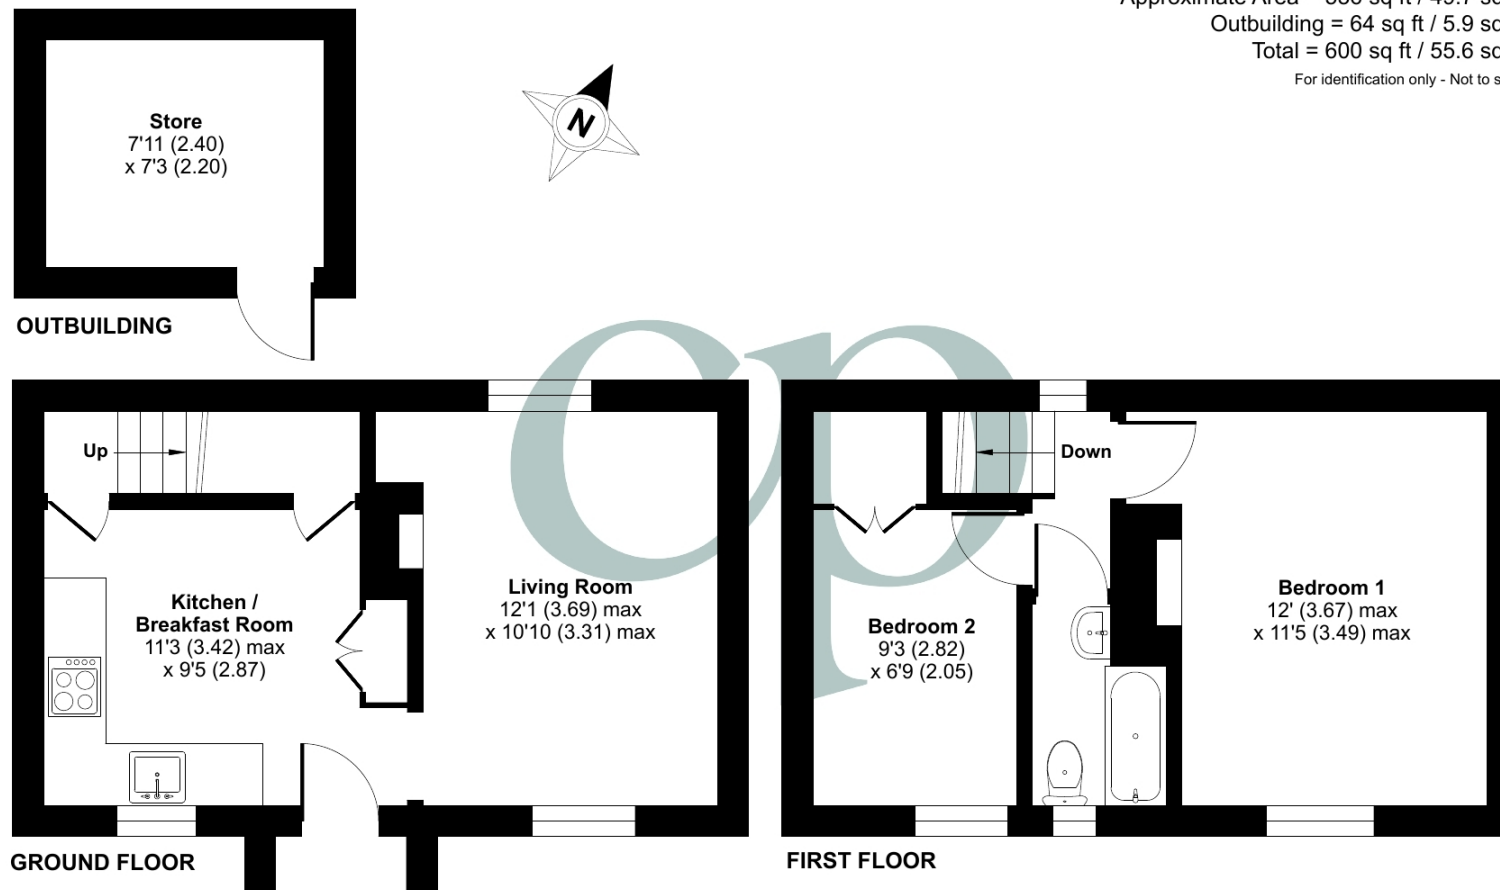 Outbuilding = 64 sq ft / 5.9 sq
Total = 600 sq ft / 55.6 sq
For identification only - Not to s
N
Store
7'11 (2.40)
x 7'3 (2.20)
OUTBUILDING
Up
Down
Kitchen /
Breakfast Room
11'3 (3.42) max
x 9'5 (2.87)
Living Room
12'1 (3.69) max
x 10'10 (3.31) max
Bedroom 2
9'3 (2.82)
x 6'9 (2.05)
Bedroom 1
12' (3.67) max
x 11'5 (3.49) max
GROUND FLOOR
FIRST FLOOR
cp